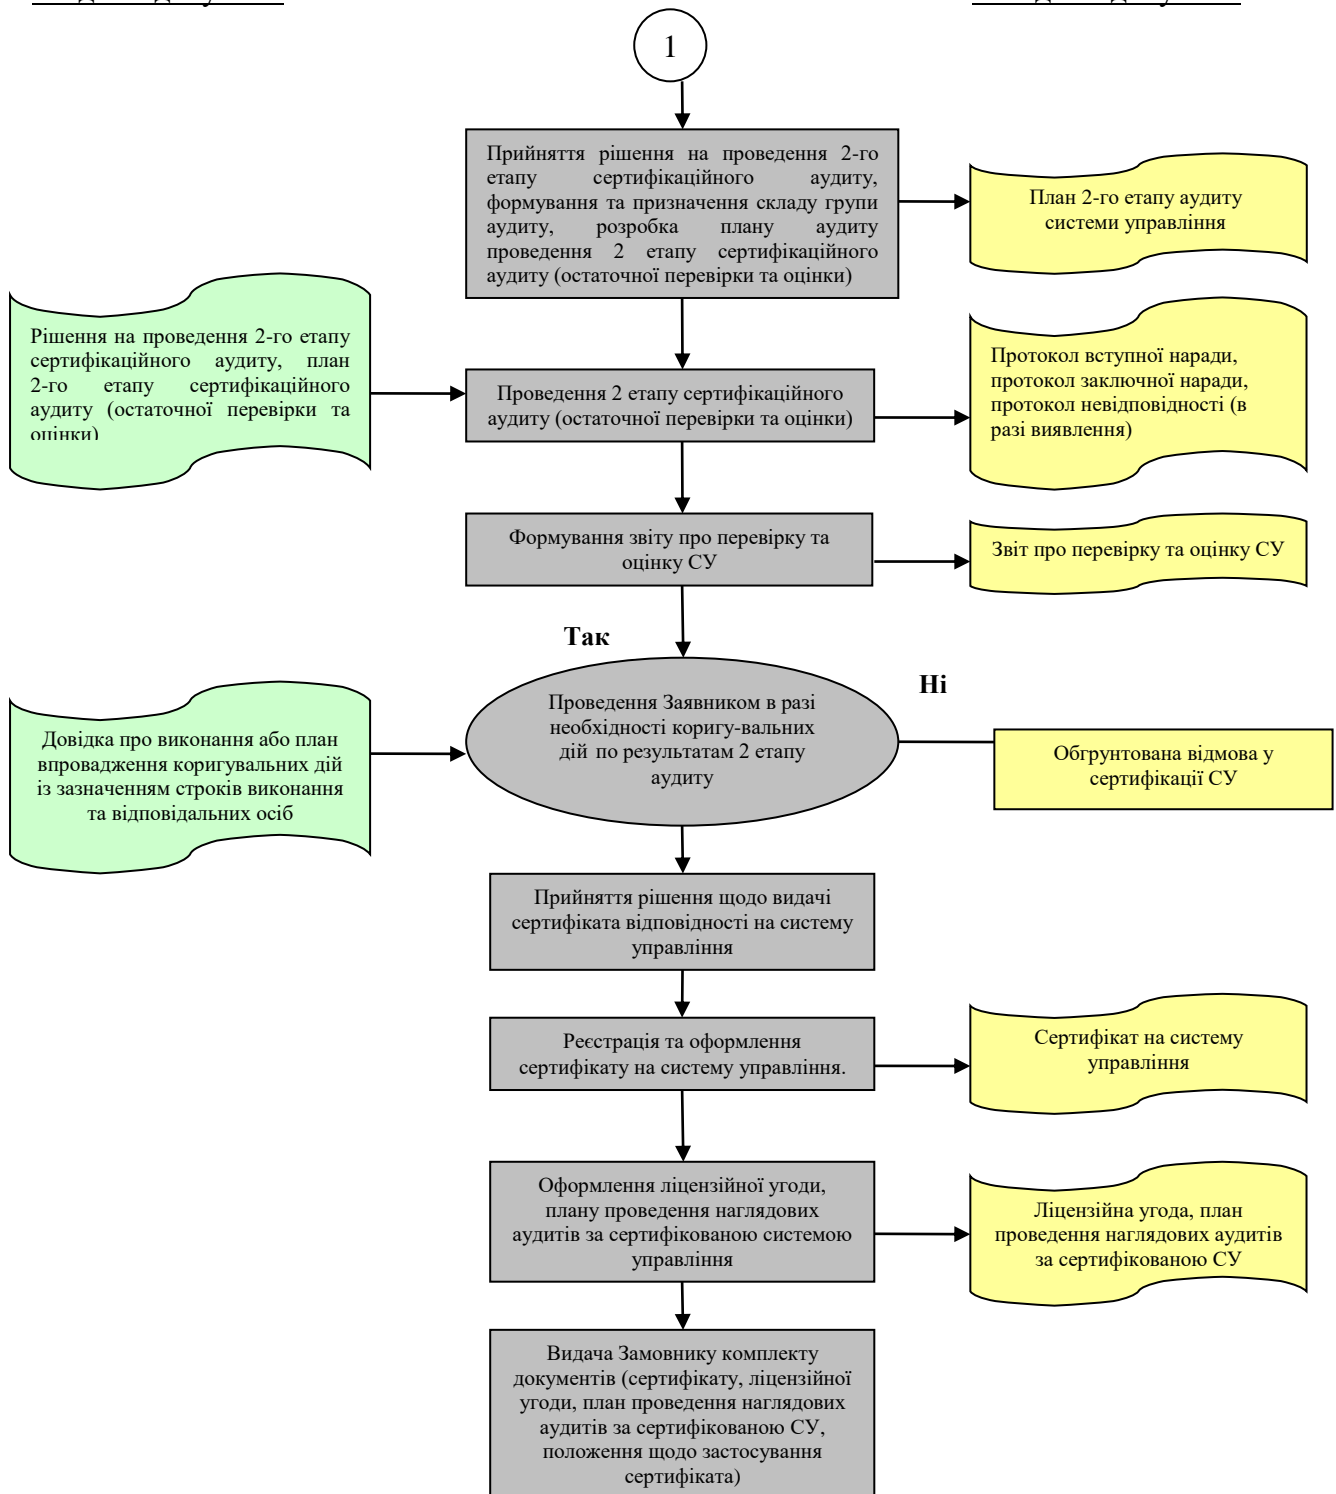 1
Прийняття рішення на проведення 2-го
етапу сертифікаційного аудиту,
формування та призначення складу групи
аудиту, розробка плану аудиту
проведення 2 етапу сертифікаційного
аудиту (остаточної перевірки та оцінки)
План 2-го етапу аудиту
системи управління
Рішення на проведення 2-го етапу
сертифікаційного аудиту, план
2-го етапу сертифікаційного
аудиту (остаточної перевірки та
оцінки)
Проведення 2 етапу сертифікаційного
аудиту (остаточної перевірки та оцінки)
Протокол вступної наради,
протокол заключної наради,
протокол невідповідності (в
разі виявлення)
Формування звіту про перевірку та
оцінку СУ
Звіт про перевірку та оцінку СУ
Так
Ні
Довідка про виконання або план
впровадження коригувальних дій
із зазначенням строків виконання
та відповідальних осіб
Проведення Заявником в разі
необхідності коригу-вальних
дій по результатам 2 етапу
аудиту
Обгрунтована відмова у
сертифікації СУ
Прийняття рішення щодо видачі
сертифіката відповідності на систему
управління
Реєстрація та оформлення
сертифікату на систему управління.
Сертифікат на систему
управління
Оформлення ліцензійної угоди,
плану проведення наглядових
аудитів за сертифікованою системою
управління
Ліцензійна угода, план
проведення наглядових аудитів
за сертифікованою СУ
Видача Замовнику комплекту
документів (сертифікату, ліцензійної
угоди, план проведення наглядових
аудитів за сертифікованою СУ,
положення щодо застосування
сертифіката)